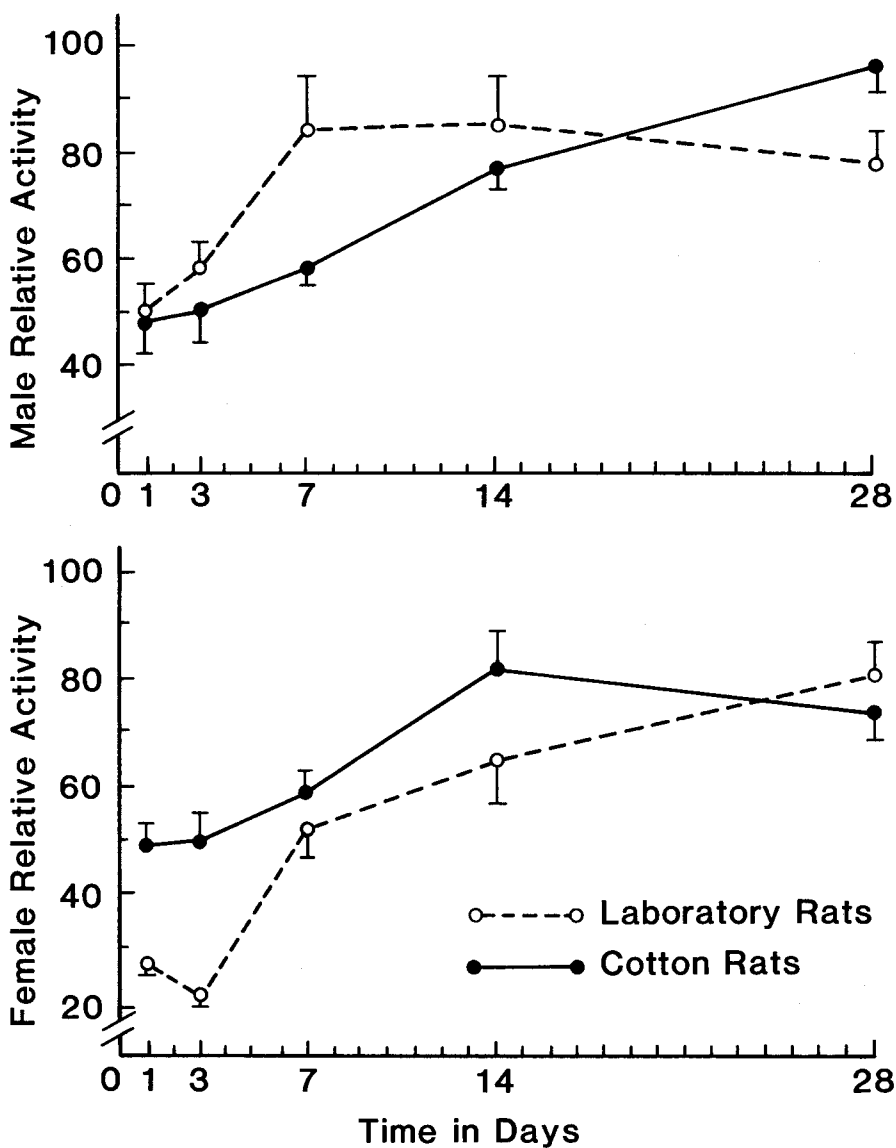 Male Relative Activity
100
80
60
40
0 1 3 7 14 28
Female Relative Activity
100
80
60
40
20
Laboratory Rats
Cotton Rats
0 1 3 7 14 28
Time in Days